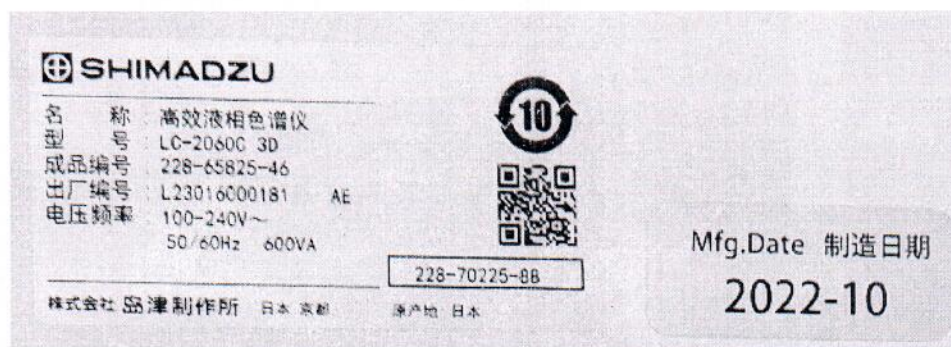 SHIMADZU
名 称 高效液相色谱仪
型 号 LC-2060C 3D
成品编号 228-65825-46
出厂编号 L23016000181 AE
电压频率 100-240V~
50/60Hz 600VA
10
228-70225-8B
株式会社 岛津制作所 日本 京都 原产地 日本
Mfg.Date 制造日期
2022-10